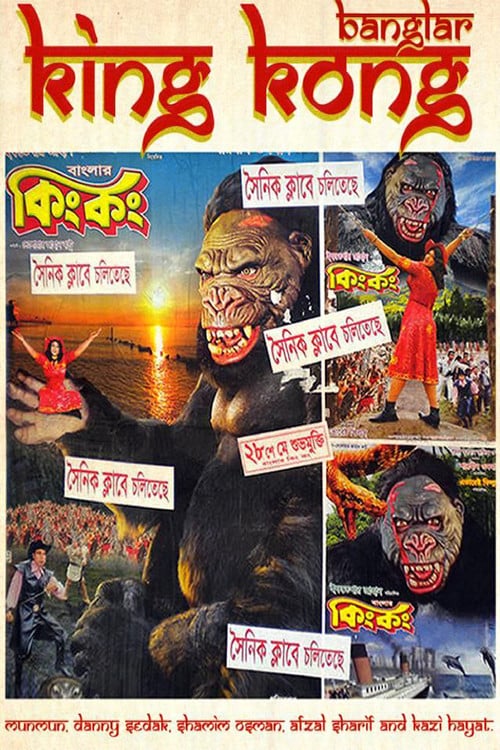 banglar
king kong
বাংলার
কিংকং
সৈনিক ক্লাবে চলিতেছে
সৈনিক ক্লাবে চলিতেছে
কিংকং
সৈনিক ক্লাবে চলিতেছে
২৮শে মে শুভমুক্তি
সৈনিক ক্লাবে চলিতেছে
বাংলার
কিংকং
সৈনিক ক্লাবে চলিতেছে
munmun, danny sedak, shamim osman, afzal sharif and kazi hayat.